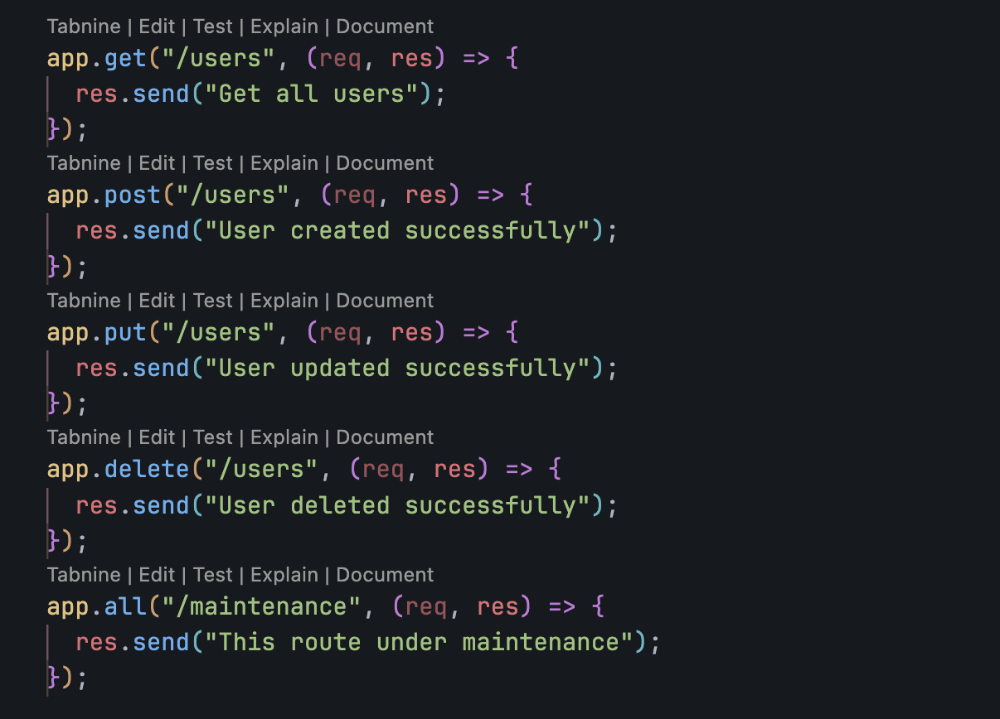 Tabnine | Edit | Test | Explain | Document
app.get("/users", (req, res) => {
  res.send("Get all users");
});
Tabnine | Edit | Test | Explain | Document
app.post("/users", (req, res) => {
  res.send("User created successfully");
});
Tabnine | Edit | Test | Explain | Document
app.put("/users", (req, res) => {
  res.send("User updated successfully");
});
Tabnine | Edit | Test | Explain | Document
app.delete("/users", (req, res) => {
  res.send("User deleted successfully");
});
Tabnine | Edit | Test | Explain | Document
app.all("/maintenance", (req, res) => {
  res.send("This route under maintenance");
});